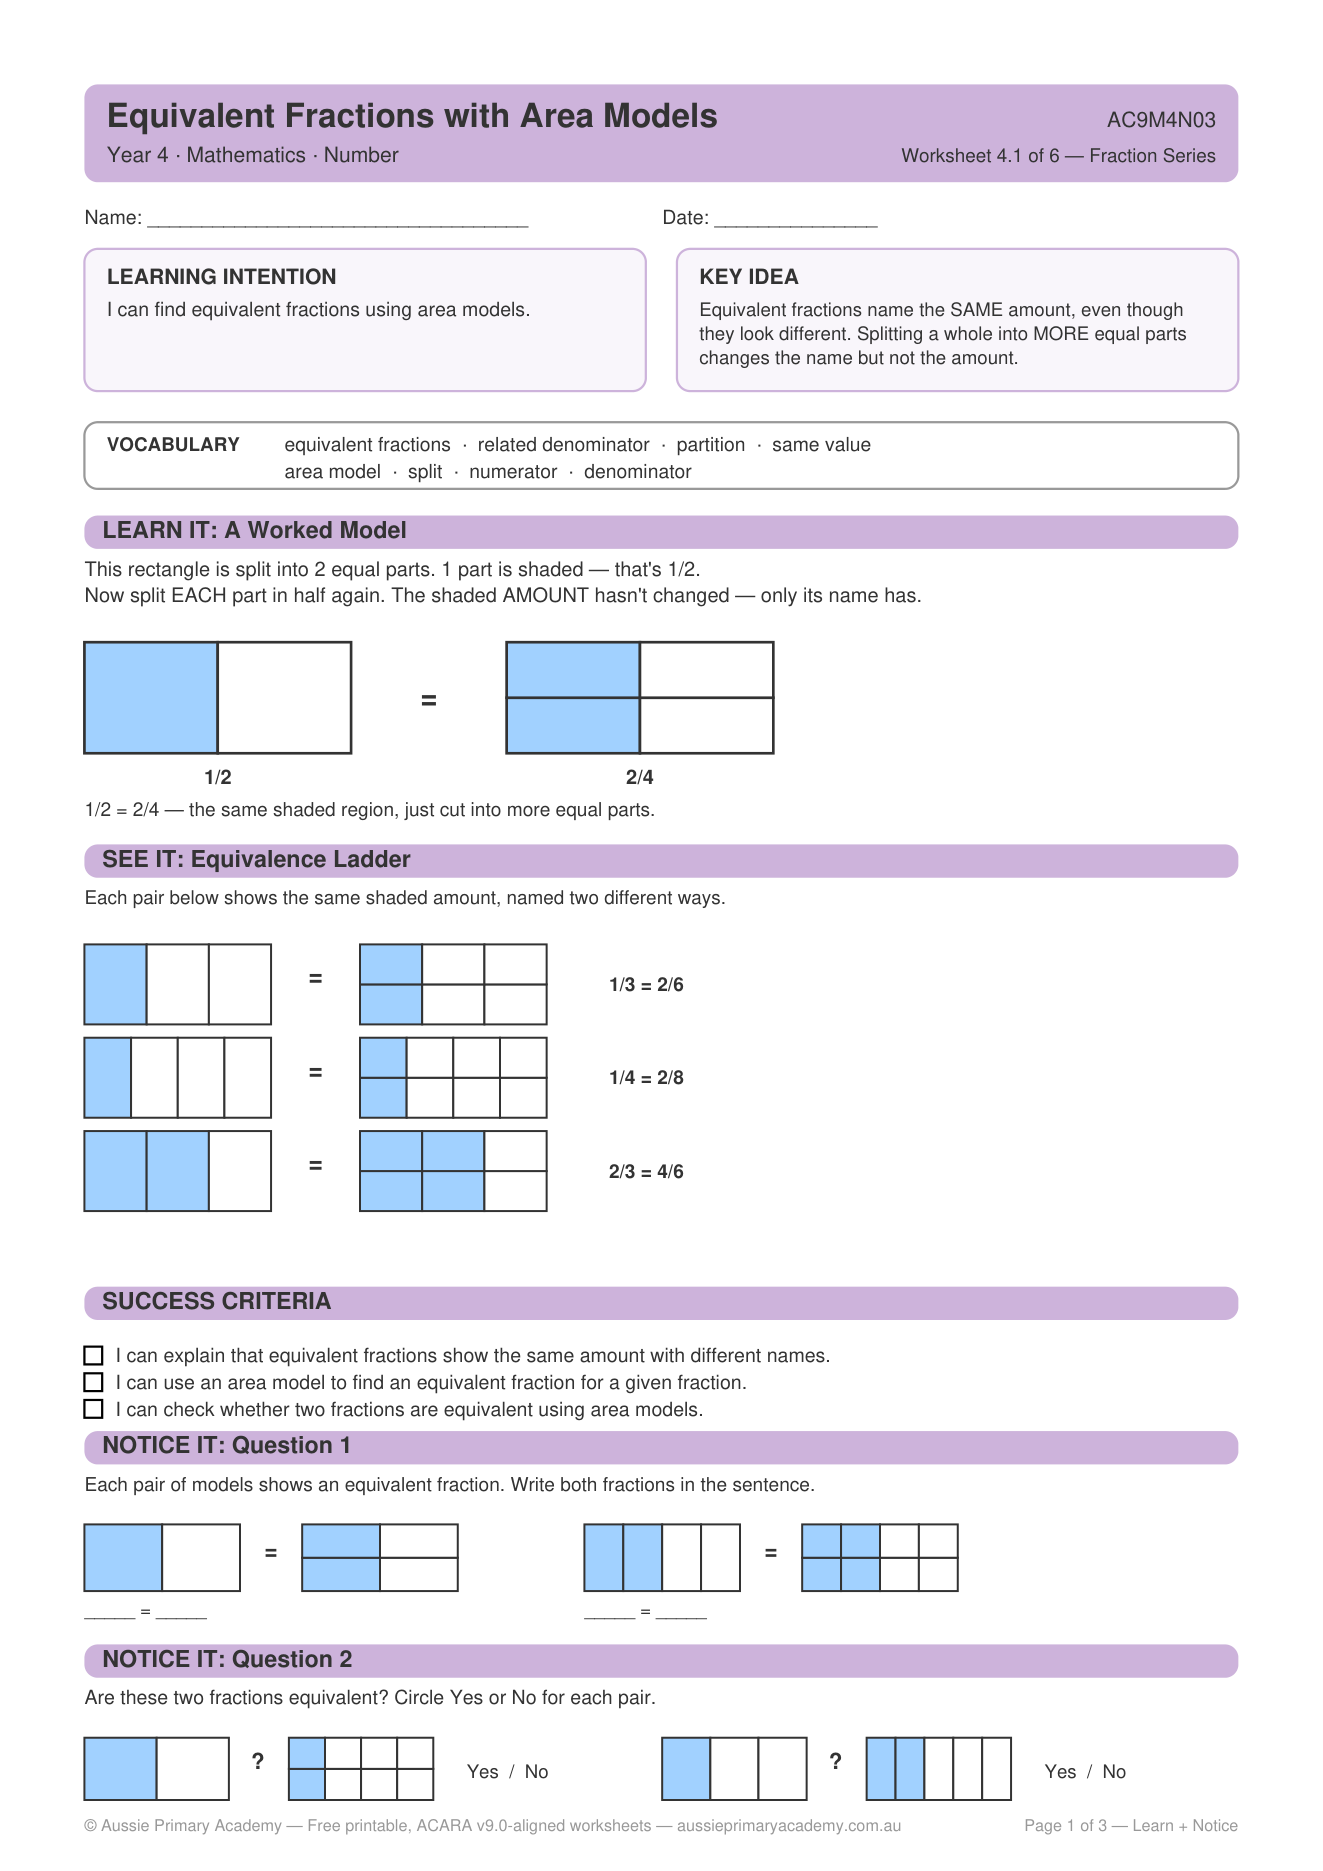 Equivalent Fractions with Area Models
AC9M4N03
Year 4 · Mathematics · Number
Worksheet 4.1 of 6 — Fraction Series
Name: ___________________________________
Date: _______________
LEARNING INTENTION
I can find equivalent fractions using area models.
KEY IDEA
Equivalent fractions name the SAME amount, even though
they look different. Splitting a whole into MORE equal parts
changes the name but not the amount.
VOCABULARY
equivalent fractions · related denominator · partition · same value
area model · split · numerator · denominator
LEARN IT: A Worked Model
This rectangle is split into 2 equal parts. 1 part is shaded — that's 1/2.
Now split EACH part in half again. The shaded AMOUNT hasn't changed — only its name has.
=
1/2
2/4
1/2 = 2/4 — the same shaded region, just cut into more equal parts.
SEE IT: Equivalence Ladder
Each pair below shows the same shaded amount, named two different ways.
=
1/3 = 2/6
=
1/4 = 2/8
=
2/3 = 4/6
SUCCESS CRITERIA
I can explain that equivalent fractions show the same amount with different names.
I can use an area model to find an equivalent fraction for a given fraction.
I can check whether two fractions are equivalent using area models.
NOTICE IT: Question 1
Each pair of models shows an equivalent fraction. Write both fractions in the sentence.
=
=
_____ = _____
_____ = _____
NOTICE IT: Question 2
Are these two fractions equivalent? Circle Yes or No for each pair.
?
Yes / No
?
Yes / No
© Aussie Primary Academy — Free printable, ACARA v9.0-aligned worksheets — aussieprimaryacademy.com.au
Page 1 of 3 — Learn + Notice